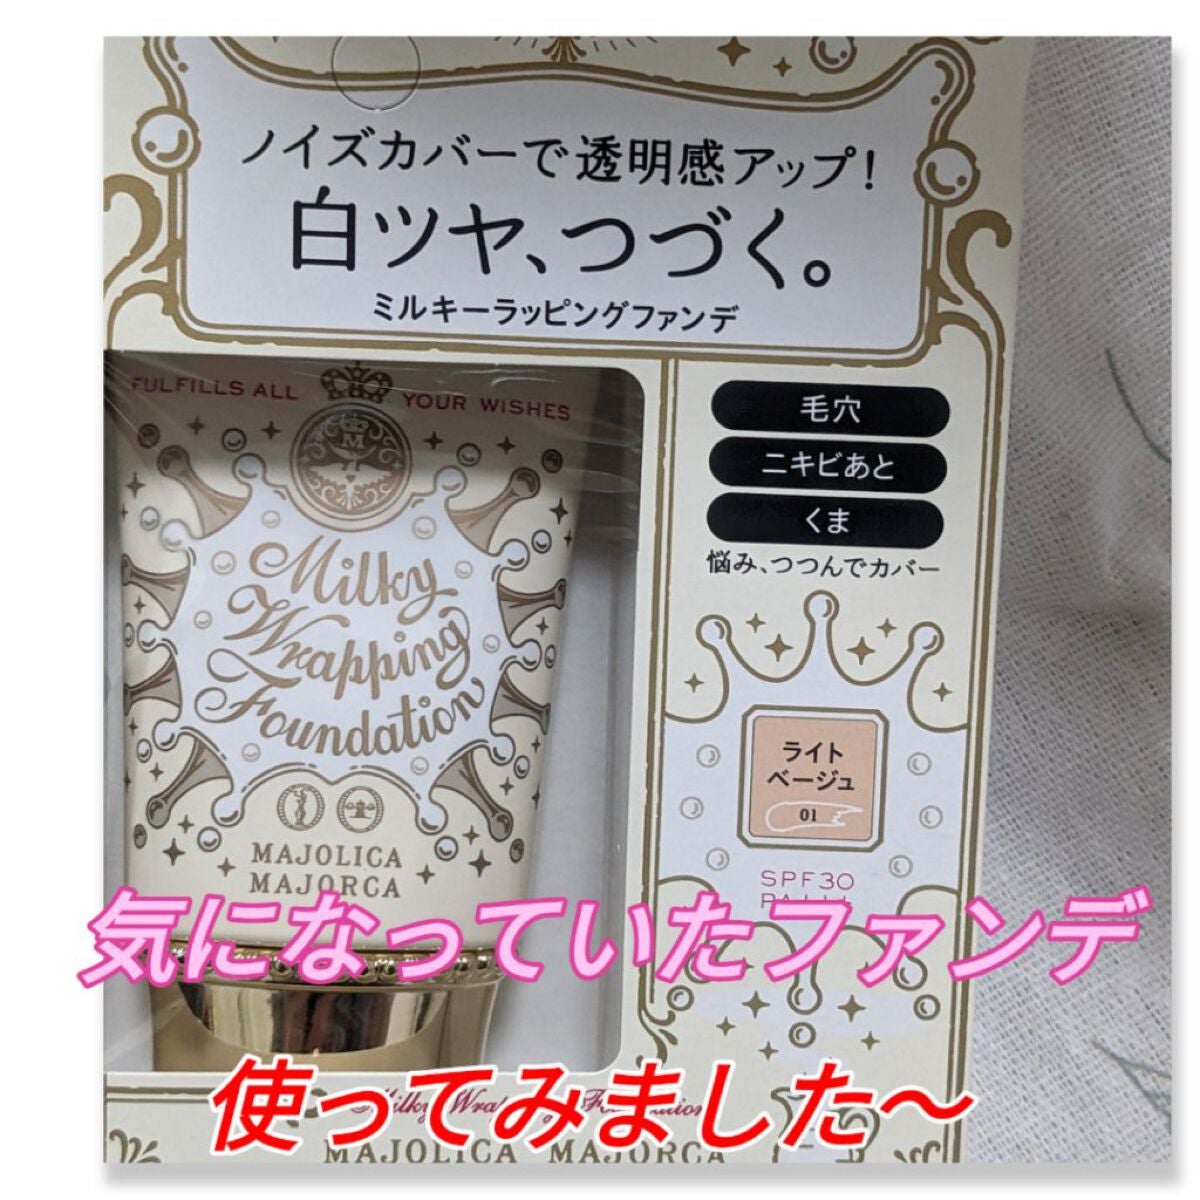 ノイズカバーで透明感アップ!
白ツヤ、つづく。
ミルキーラッピングファンデ
FULFILLS ALL YOUR WISHES
M
Milky
Wrapping
Foundation
MAJOLICA
MAJORCA
毛穴
ニキビあと
くま
悩み、つつんでカバー
ライト
ベージュ
01
SPF30
気になっていたファンデ
使ってみました〜
MAJOLICA MAJORCA